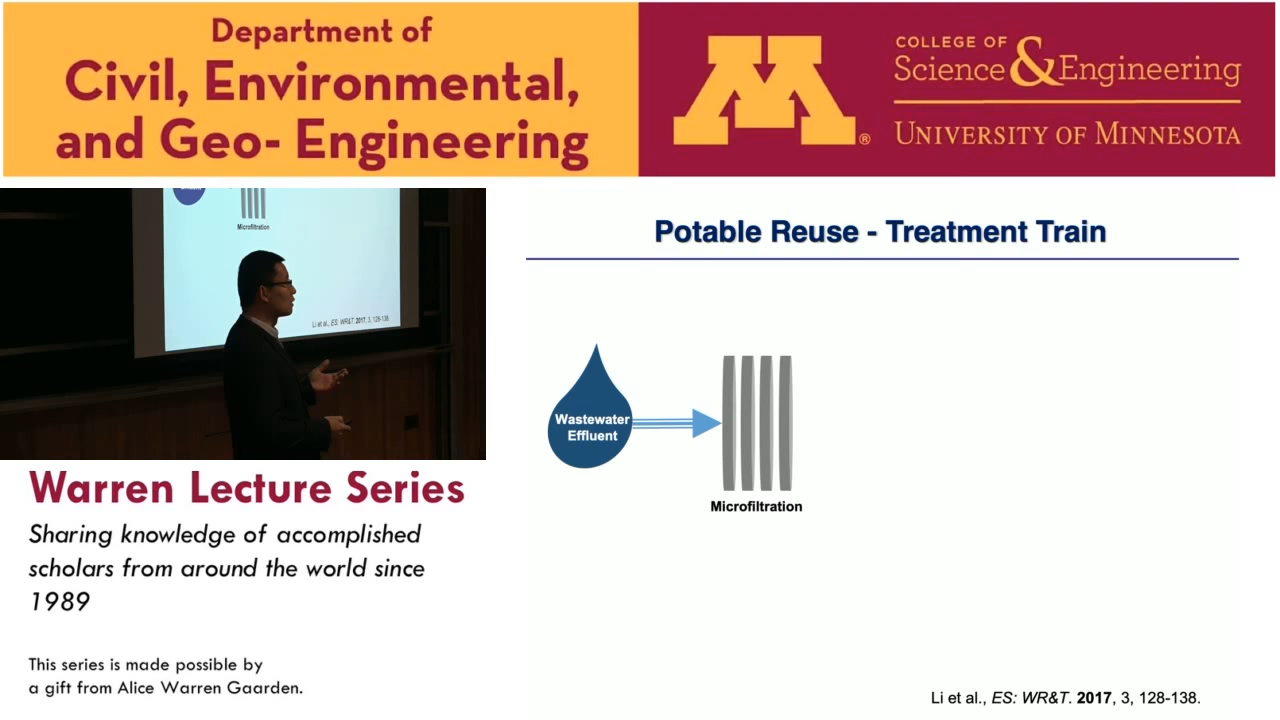 Department of
Civil, Environmental,
and Geo- Engineering
M
®
COLLEGE OF
Science & Engineering
UNIVERSITY OF MINNESOTA
Microfiltration
Li et al., ES: WR&T. 2017, 3, 128-138.
Warren Lecture Series
Sharing knowledge of accomplished
scholars from around the world since
1989
This series is made possible by
a gift from Alice Warren Gaarden.
Potable Reuse - Treatment Train
Wastewater
Effluent
Microfiltration
Li et al., ES: WR&T. 2017, 3, 128-138.